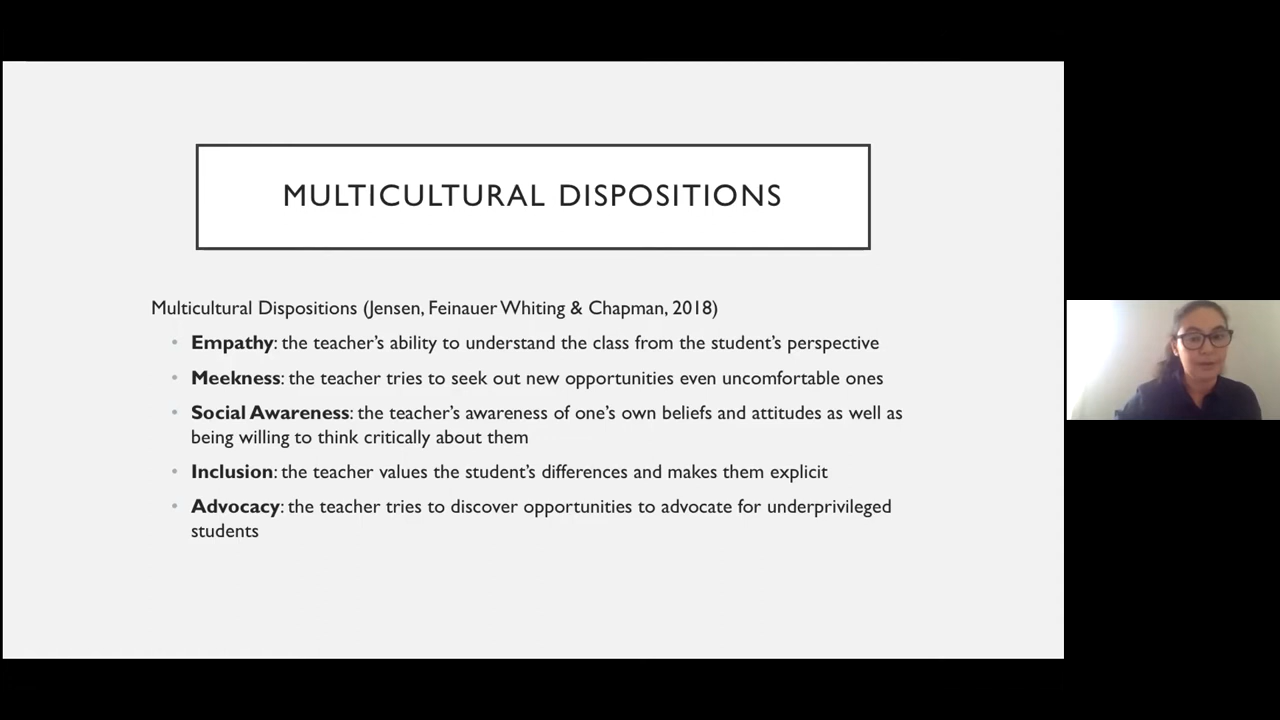 MULTICULTURAL DISPOSITIONS
Multicultural Dispositions (Jensen, Feinauer Whiting & Chapman, 2018)
• Empathy: the teacher's ability to understand the class from the student's perspective
• Meekness: the teacher tries to seek out new opportunities even uncomfortable ones
• Social Awareness: the teacher's awareness of one's own beliefs and attitudes as well as
being willing to think critically about them
• Inclusion: the teacher values the student's differences and makes them explicit
• Advocacy: the teacher tries to discover opportunities to advocate for underprivileged
students